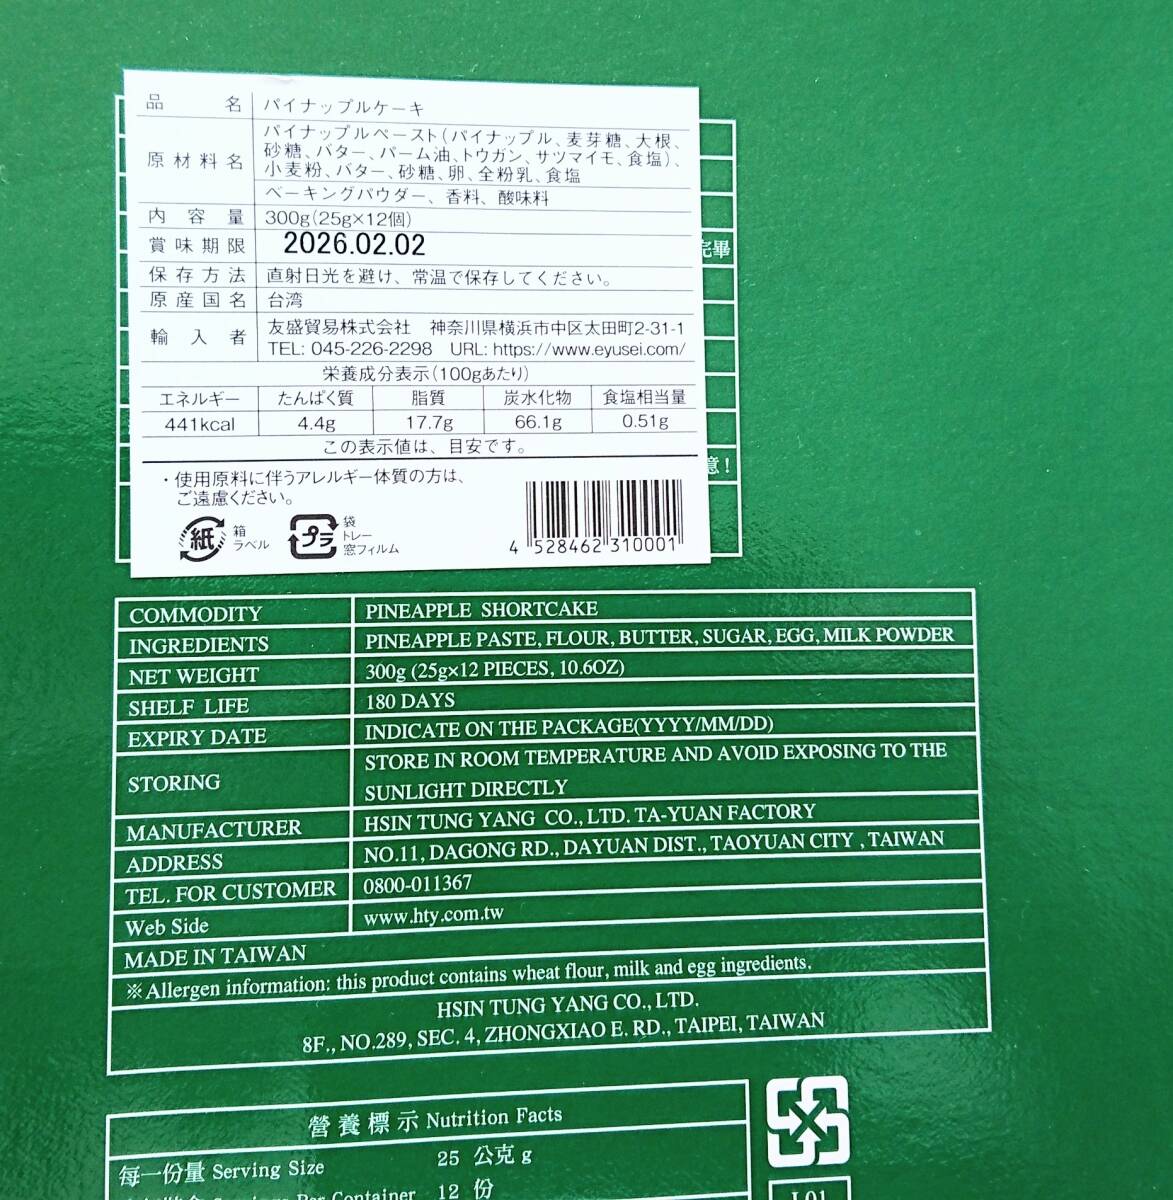 品名 パイナップルケーキ
原材料名 パイナップルペースト(パイナップル、麦芽糖、大根、
砂糖、バター、パーム油、トウガン、サツマイモ、食塩)、
小麦粉、バター、砂糖、卵、全粉乳、食塩
ベーキングパウダー、香料、酸味料
内容量 300g(25g×12個)
賞味期限 2026.02.02
完畢
保存方法 直射日光を避け、常温で保存してください。
原産国名 台湾
輸入者 友盛貿易株式会社 神奈川県横浜市中区太田町2-31-1
TEL: 045-226-2298 URL: https://www.eyusei.com/
栄養成分表示(100gあたり)
エネルギー たんぱく質 脂質 炭水化物 食塩相当量
441kcal 4.4g 17.7g 66.1g 0.51g
この表示値は、目安です。
意!
・使用原料に伴うアレルギー体質の方は、
ご遠慮ください。
紙 箱 ラベル
プラ 袋 トレー 窓フィルム
4 528462 310001
COMMODITY PINEAPPLE SHORTCAKE
INGREDIENTS PINEAPPLE PASTE, FLOUR, BUTTER, SUGAR, EGG, MILK POWDER
NET WEIGHT 300g (25g×12 PIECES, 10.6OZ)
SHELF LIFE 180 DAYS
EXPIRY DATE INDICATE ON THE PACKAGE(YYYY/MM/DD)
STORING STORE IN ROOM TEMPERATURE AND AVOID EXPOSING TO THE
SUNLIGHT DIRECTLY
MANUFACTURER HSIN TUNG YANG CO., LTD. TA-YUAN FACTORY
ADDRESS NO.11, DAGONG RD., DAYUAN DIST., TAOYUAN CITY , TAIWAN
TEL. FOR CUSTOMER 0800-011367
Web Side www.hty.com.tw
MADE IN TAIWAN
※Allergen information: this product contains wheat flour, milk and egg ingredients.
HSIN TUNG YANG CO., LTD.
8F., NO.289, SEC. 4, ZHONGXIAO E. RD., TAIPEI, TAIWAN
營養標示 Nutrition Facts
每一份量 Serving Size 25 公克 g
Servings Per Container 12 份